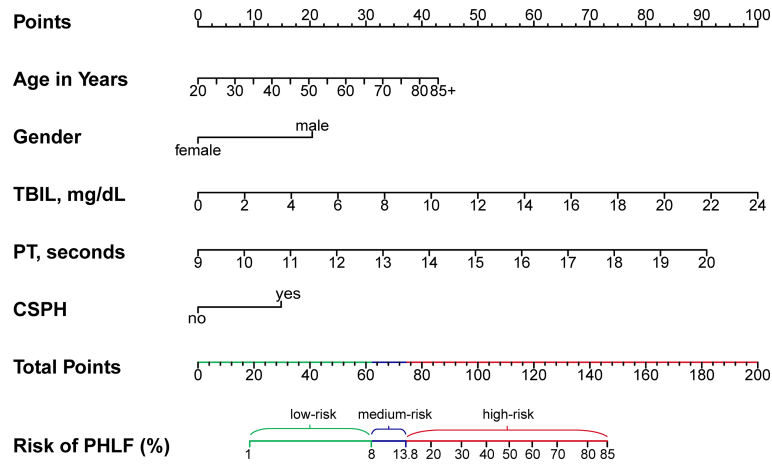 Points 0 10 20 30 40 50 60 70 80 90 100
Age in Years
20 30 40 50 60 70 80 85+
Gender male
female
TBIL, mg/dL
0 2 4 6 8 10 12 14 16 18 20 22 24
PT, seconds
9 10 11 12 13 14 15 16 17 18 19 20
yes
CSPH
no
Total Points
0 20 40 60 80 100 120 140 160 180 200
low-risk medium-risk high-risk
Risk of PHLF (%)
1 8 13.8 20 30 40 50 60 70 80 85